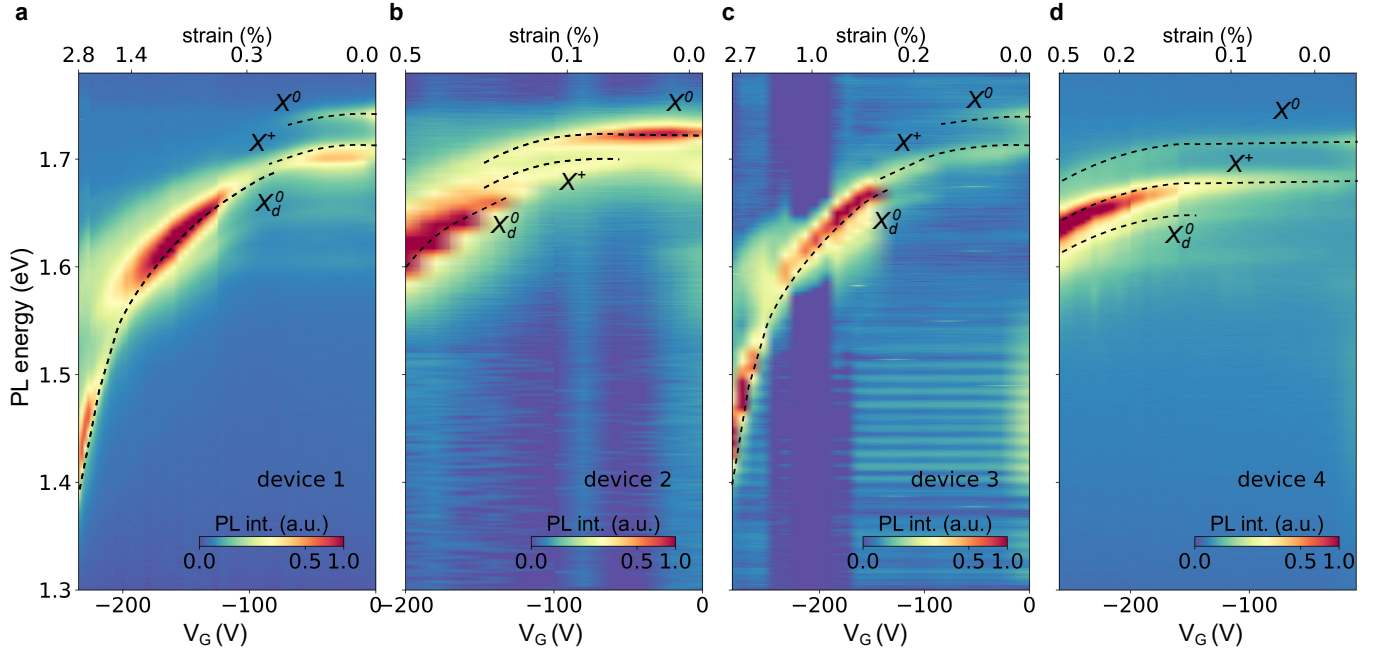 a
strain (%)
2.8 1.4 0.3 0.0
X⁰
X⁺
X⁰d
1.7
1.6
1.5
1.4
1.3
PL energy (eV)
device 1
PL int. (a.u.)
0.0 0.5 1.0
−200 −100 0
VG (V)
b
strain (%)
0.5 0.1 0.0
X⁰
X⁺
X⁰d
device 2
PL int. (a.u.)
0.0 0.5 1.0
−200 −100 0
VG (V)
c
strain (%)
2.7 1.0 0.2 0.0
X⁰
X⁺
X⁰d
device 3
PL int. (a.u.)
0.0 0.5 1.0
−200 −100 0
VG (V)
d
strain (%)
0.5 0.2 0.1 0.0
X⁰
X⁺
X⁰d
device 4
PL int. (a.u.)
0.0 0.5 1.0
−200 −100
VG (V)